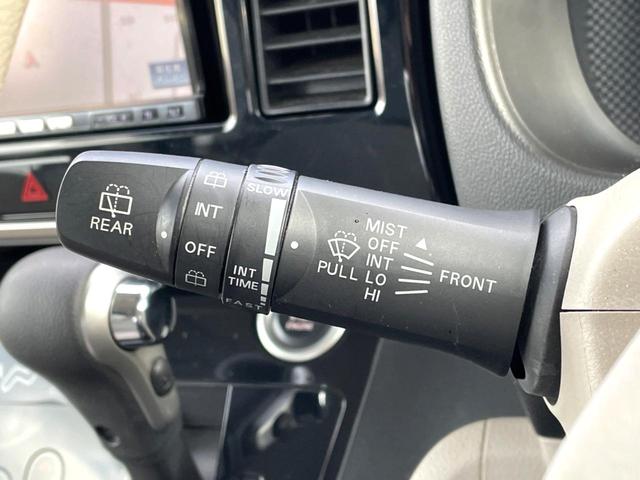 REAR
INT
OFF
SLOW
INT
TIME
FAST
PULL
MIST
OFF
INT
LO
HI
FRONT